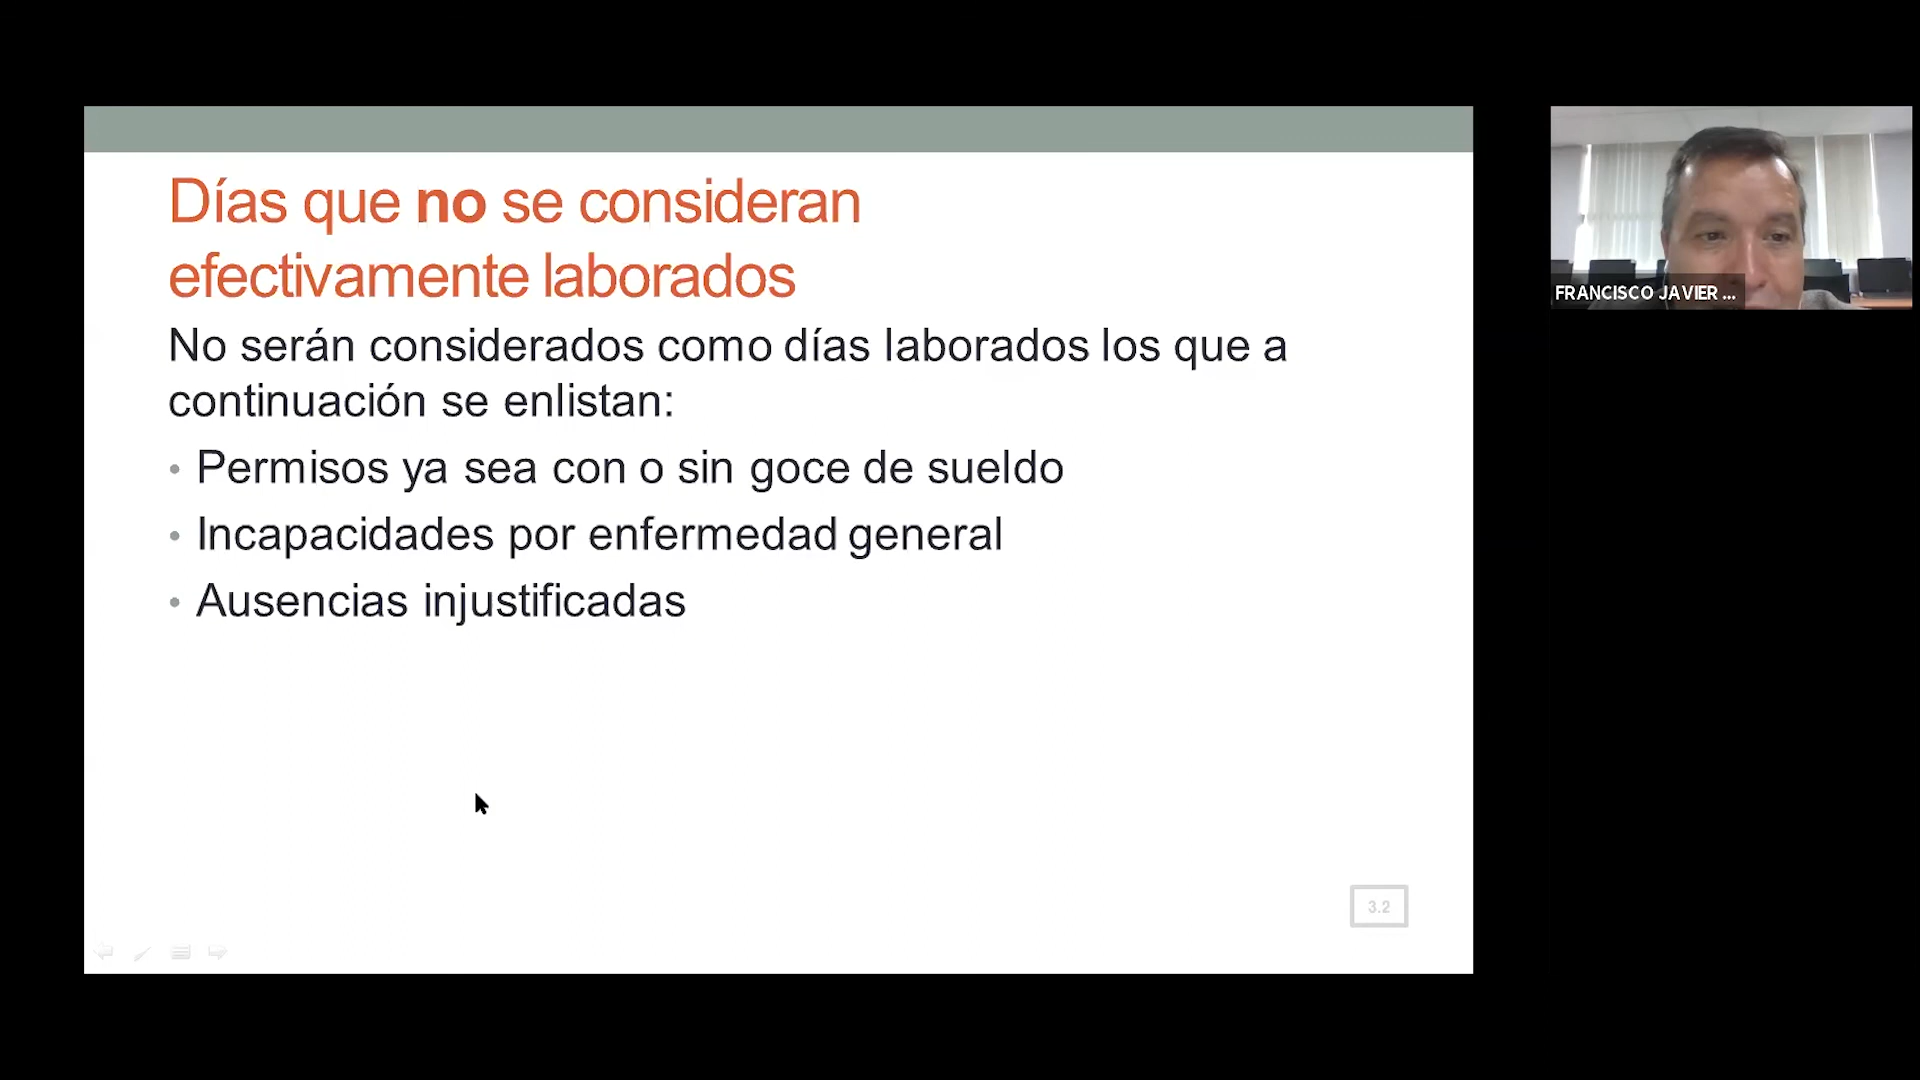 Días que no se consideran
efectivamente laborados
No serán considerados como días laborados los que a
continuación se enlistan:
• Permisos ya sea con o sin goce de sueldo
• Incapacidades por enfermedad general
• Ausencias injustificadas
3.2
FRANCISCO JAVIER ...